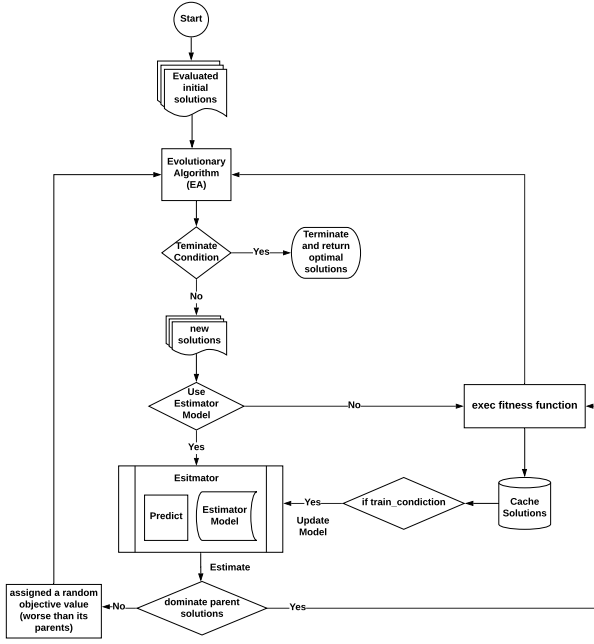 Start
Evaluated
initial
solutions
Evolutionary
Algorithm
(EA)
Teminate
Condition
Yes
Terminate
and return
optimal
solutions
No
new
solutions
Use
Estimator
Model
No
exec fitness function
Yes
Esitmator
Predict
Estimator
Model
Yes
Update
Model
if train_condiction
Cache
Solutions
Estimate
assigned a random
objective value
(worse than its
parents)
No
dominate parent
solutions
Yes